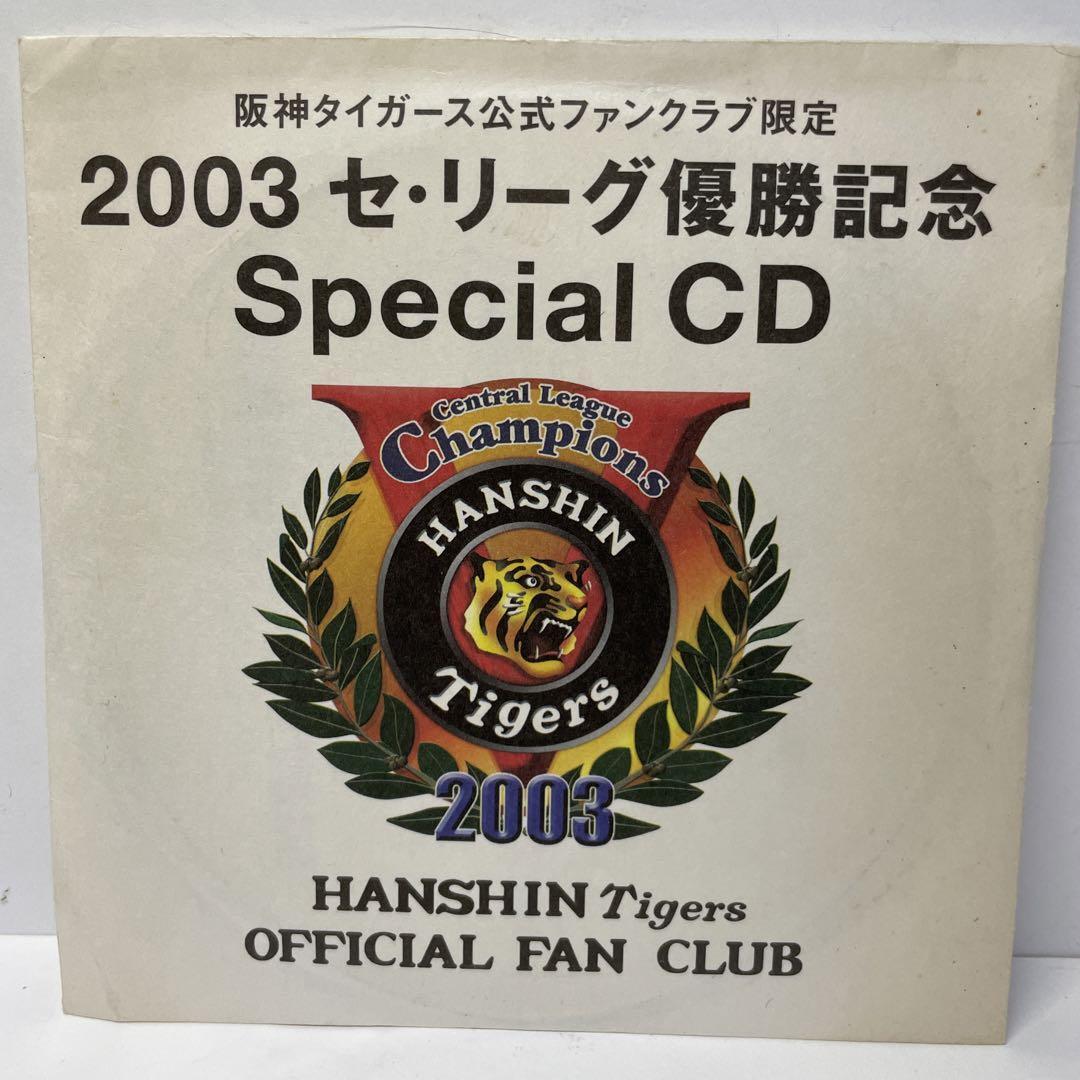 阪神タイガース公式ファンクラブ限定
2003 セ・リーグ優勝記念
Special CD
Central League
Champions
HANSHIN
Tigers
2003
HANSHIN Tigers
OFFICIAL FAN CLUB